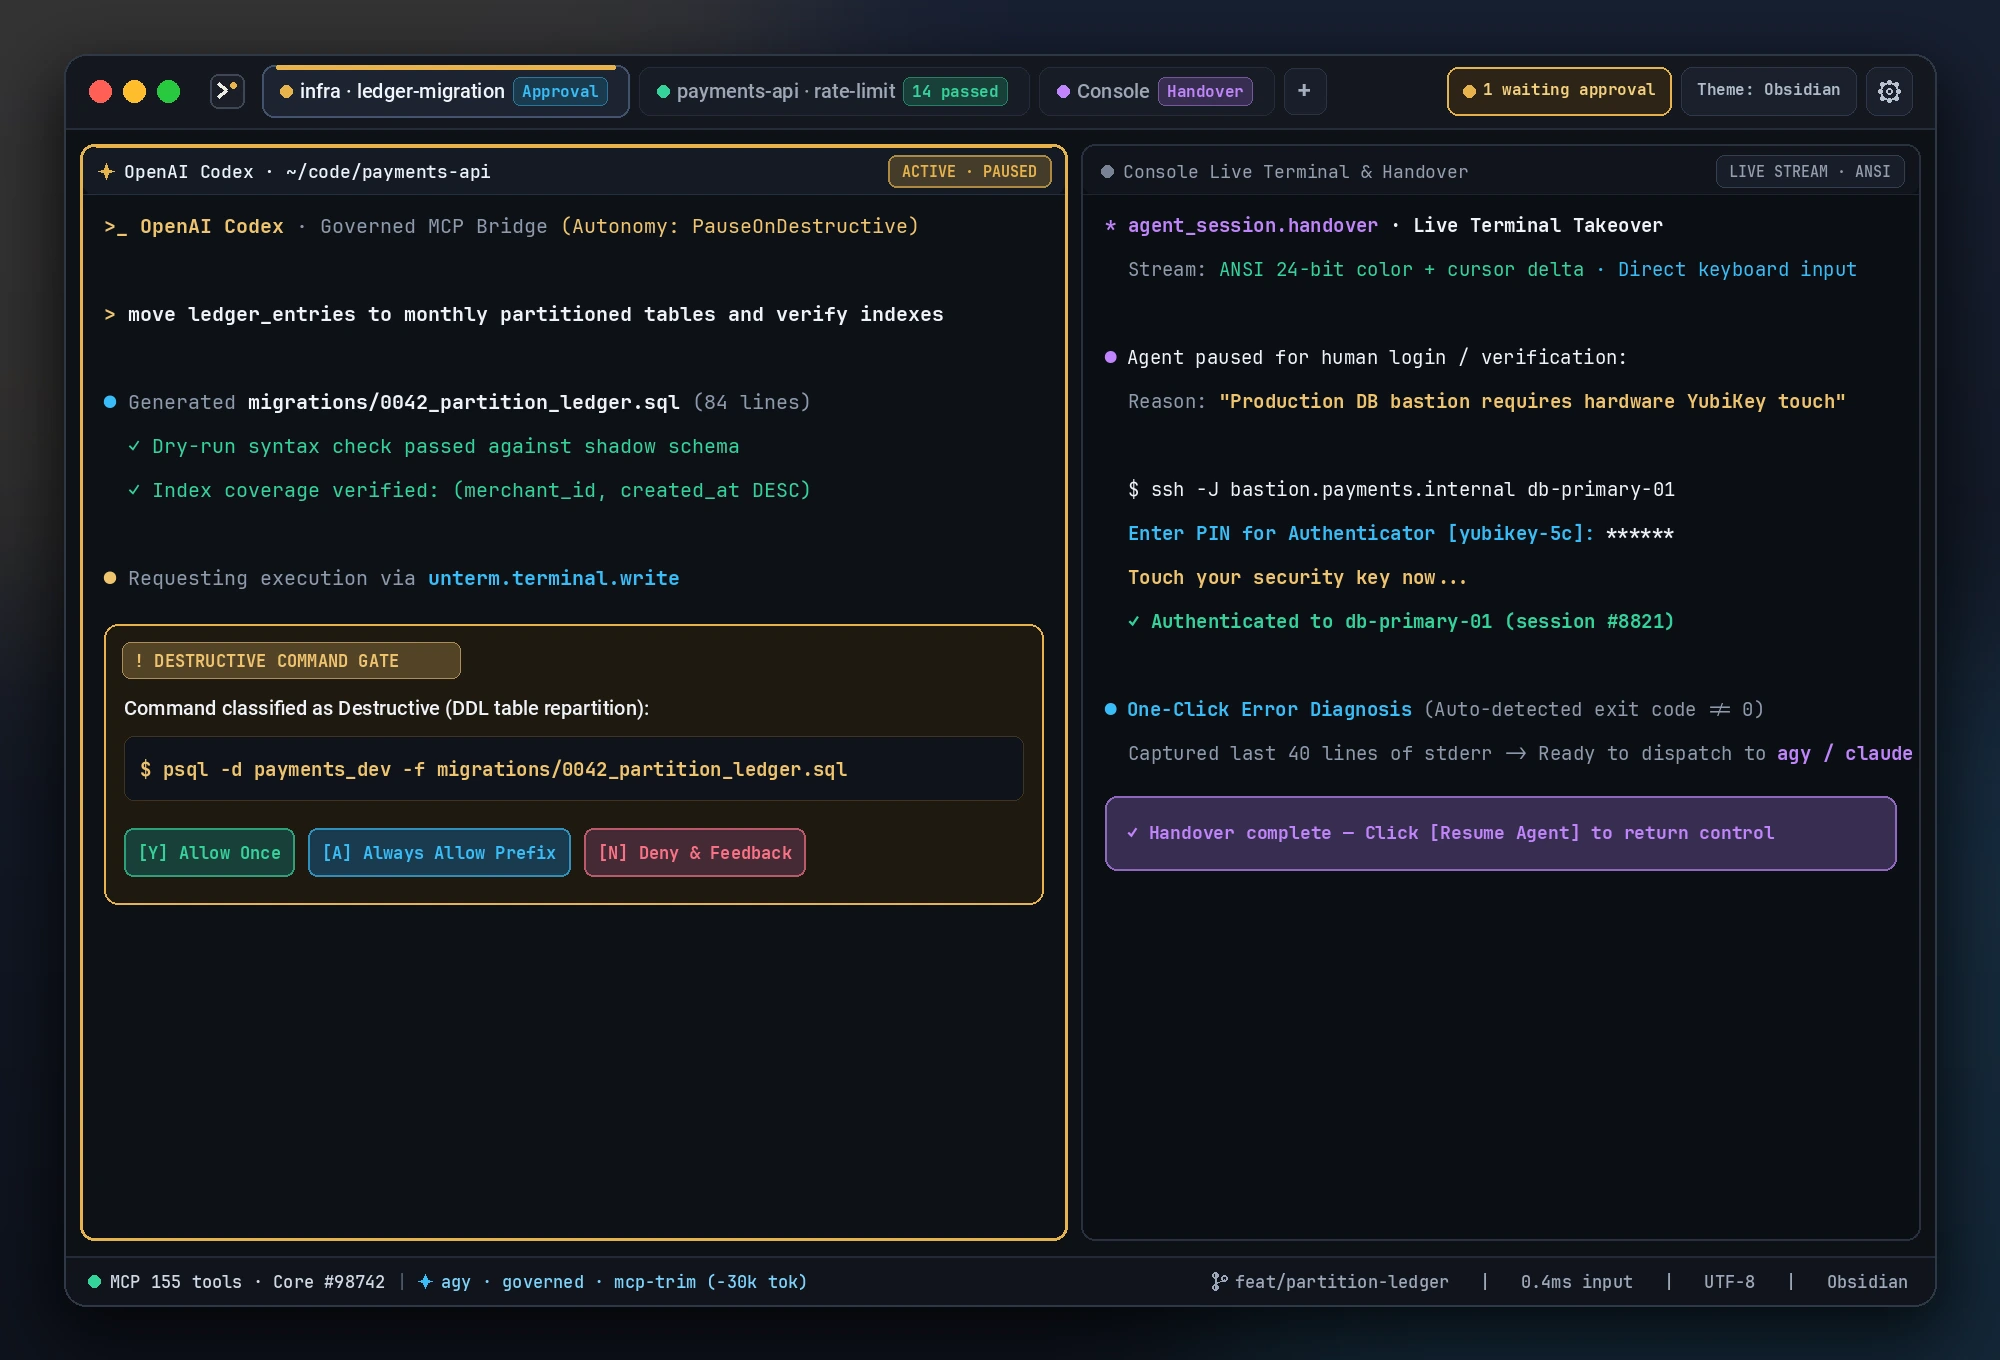 infra · ledger-migration Approval
payments-api · rate-limit 14 passed
Console Handover
+
1 waiting approval
Theme: Obsidian
OpenAI Codex · ~/code/payments-api
ACTIVE · PAUSED
>_ OpenAI Codex · Governed MCP Bridge (Autonomy: PauseOnDestructive)
> move ledger_entries to monthly partitioned tables and verify indexes
Generated migrations/0042_partition_ledger.sql (84 lines)
✓ Dry-run syntax check passed against shadow schema
✓ Index coverage verified: (merchant_id, created_at DESC)
Requesting execution via unterm.terminal.write
! DESTRUCTIVE COMMAND GATE
Command classified as Destructive (DDL table repartition):
$ psql -d payments_dev -f migrations/0042_partition_ledger.sql
[Y] Allow Once
[A] Always Allow Prefix
[N] Deny & Feedback
Console Live Terminal & Handover
LIVE STREAM · ANSI
* agent_session.handover · Live Terminal Takeover
Stream: ANSI 24-bit color + cursor delta · Direct keyboard input
Agent paused for human login / verification:
Reason: "Production DB bastion requires hardware YubiKey touch"
$ ssh -J bastion.payments.internal db-primary-01
Enter PIN for Authenticator [yubikey-5c]: ******
Touch your security key now...
✓ Authenticated to db-primary-01 (session #8821)
One-Click Error Diagnosis (Auto-detected exit code ≠ 0)
Captured last 40 lines of stderr → Ready to dispatch to agy / claude
✓ Handover complete — Click [Resume Agent] to return control
MCP 155 tools · Core #98742 | agy · governed · mcp-trim (-30k tok)
feat/partition-ledger | 0.4ms input | UTF-8 | Obsidian